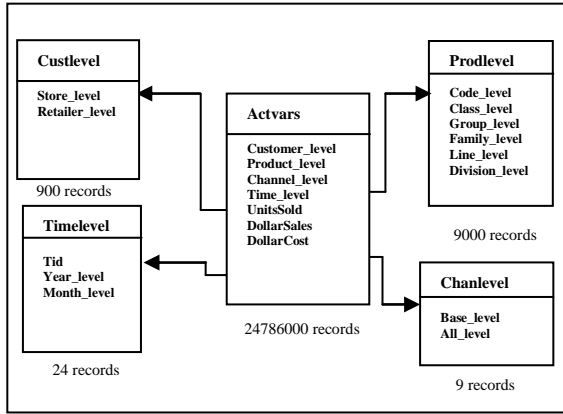 Custlevel
Store_level
Retailer_level
900 records
Timelevel
Tid
Year_level
Month_level
24 records
Actvars
Customer_level
Product_level
Channel_level
Time_level
UnitsSold
DollarSales
DollarCost
24786000 records
Prodlevel
Code_level
Class_level
Group_level
Family_level
Line_level
Division_level
9000 records
Chanlevel
Base_level
All_level
9 records